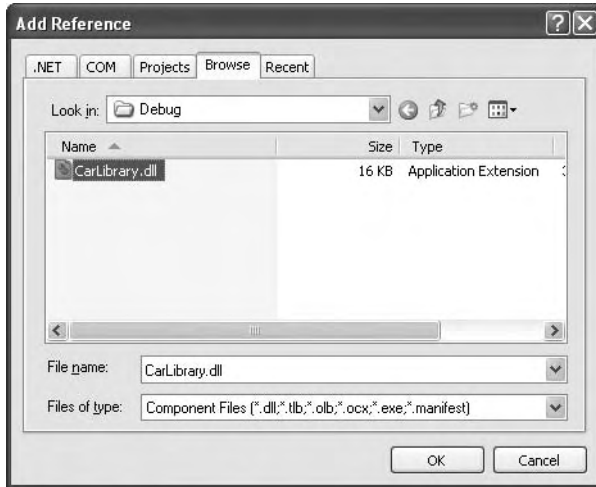 Add Reference
.NET COM Projects Browse Recent
Look in: Debug
Name Size Type
CarLibrary.dll 16 KB Application Extension
File name: CarLibrary.dll
Files of type: Component Files (*.dll;*.tlb;*.olb;*.ocx;*.exe;*.manifest)
OK Cancel